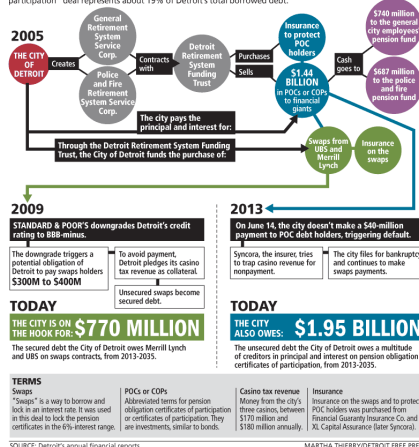 participation" deal represents about 19% of Detroit's total borrowed debt.
2005
THE CITY
OF
DETROIT
Creates
General
Retirement
System
Service
Corp.
Police
and Fire
Retirement
System Service
Corp.
Contracts
with
Detroit
Retirement
System
Funding
Trust
Purchases
Sells
Insurance
to protect
POC
holders
$1.44
BILLION
in POCs or COPs
to financial
giants
Cash
goes to
$740 million
to the general
city employees'
pension fund
$687 million
to the police
and fire
pension fund
The city pays the
principal and interest for:
Through the Detroit Retirement System Funding
Trust, the City of Detroit funds the purchase of:
Swaps from
UBS and
Merrill
Lynch
Insurance
on the
swaps
2009
STANDARD & POOR'S downgrades Detroit's credit
rating to BBB-minus.
The downgrade triggers a
potential obligation of
Detroit to pay swaps holders
$300M to $400M
To avoid payment,
Detroit pledges its casino
tax revenue as collateral.
Unsecured swaps become
secured debt.
TODAY
THE CITY IS ON
THE HOOK FOR:
$770 MILLION
The secured debt the City of Detroit owes Merrill Lynch
and UBS on swaps contracts, from 2013-2035.
2013
On June 14, the city doesn't make a $40-million
payment to POC debt holders, triggering default.
Syncora, the insurer, tries
to trap casino revenue for
nonpayment.
The city files for bankruptcy
and continues to make
swaps payments.
TODAY
THE CITY
ALSO OWES:
$1.95 BILLION
The unsecured debt the City of Detroit owes a multitude
of creditors in principal and interest on pension obligation
certificates of participation, from 2013-2035.
TERMS
Swaps
"Swaps" is a way to borrow and
lock in an interest rate. It was used
in this deal to lock the pension
certificates in the 6%-interest range.
POCs or COPs
Abbreviated terms for pension
obligation certificates of participation
or certificates of participation. They
are investments, similar to bonds.
Casino tax revenue
Money from the city's
three casinos, between
$170 million and
$180 million annually.
Insurance
Insurance on the swaps and to protect
POC holders was purchased from
Financial Guaranty Insurance Co. and
XL Capital Assurance (later Syncora).
SOURCE: Detroit's annual financial reports
MARTHA THIERRY/DETROIT FREE PRE